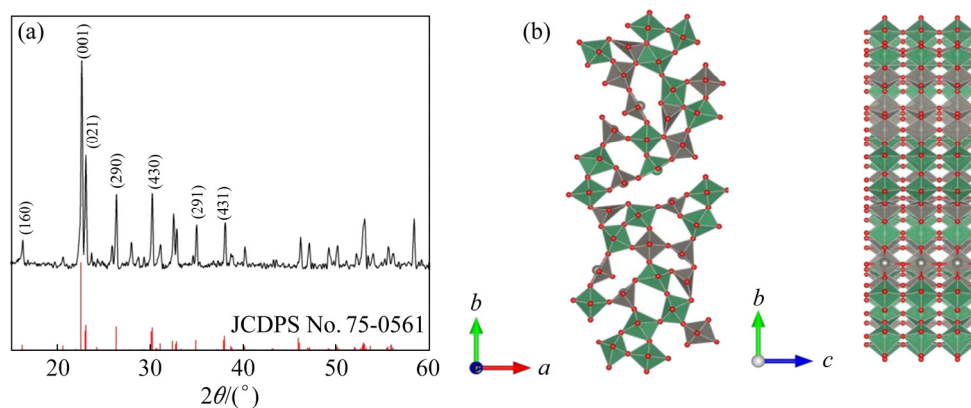 (a)
(001)
(021)
(160)
(290)
(430)
(291)
(431)
JCDPS No. 75-0561
20
30
40
50
60
2θ/(°)
(b)
b
a
b
c